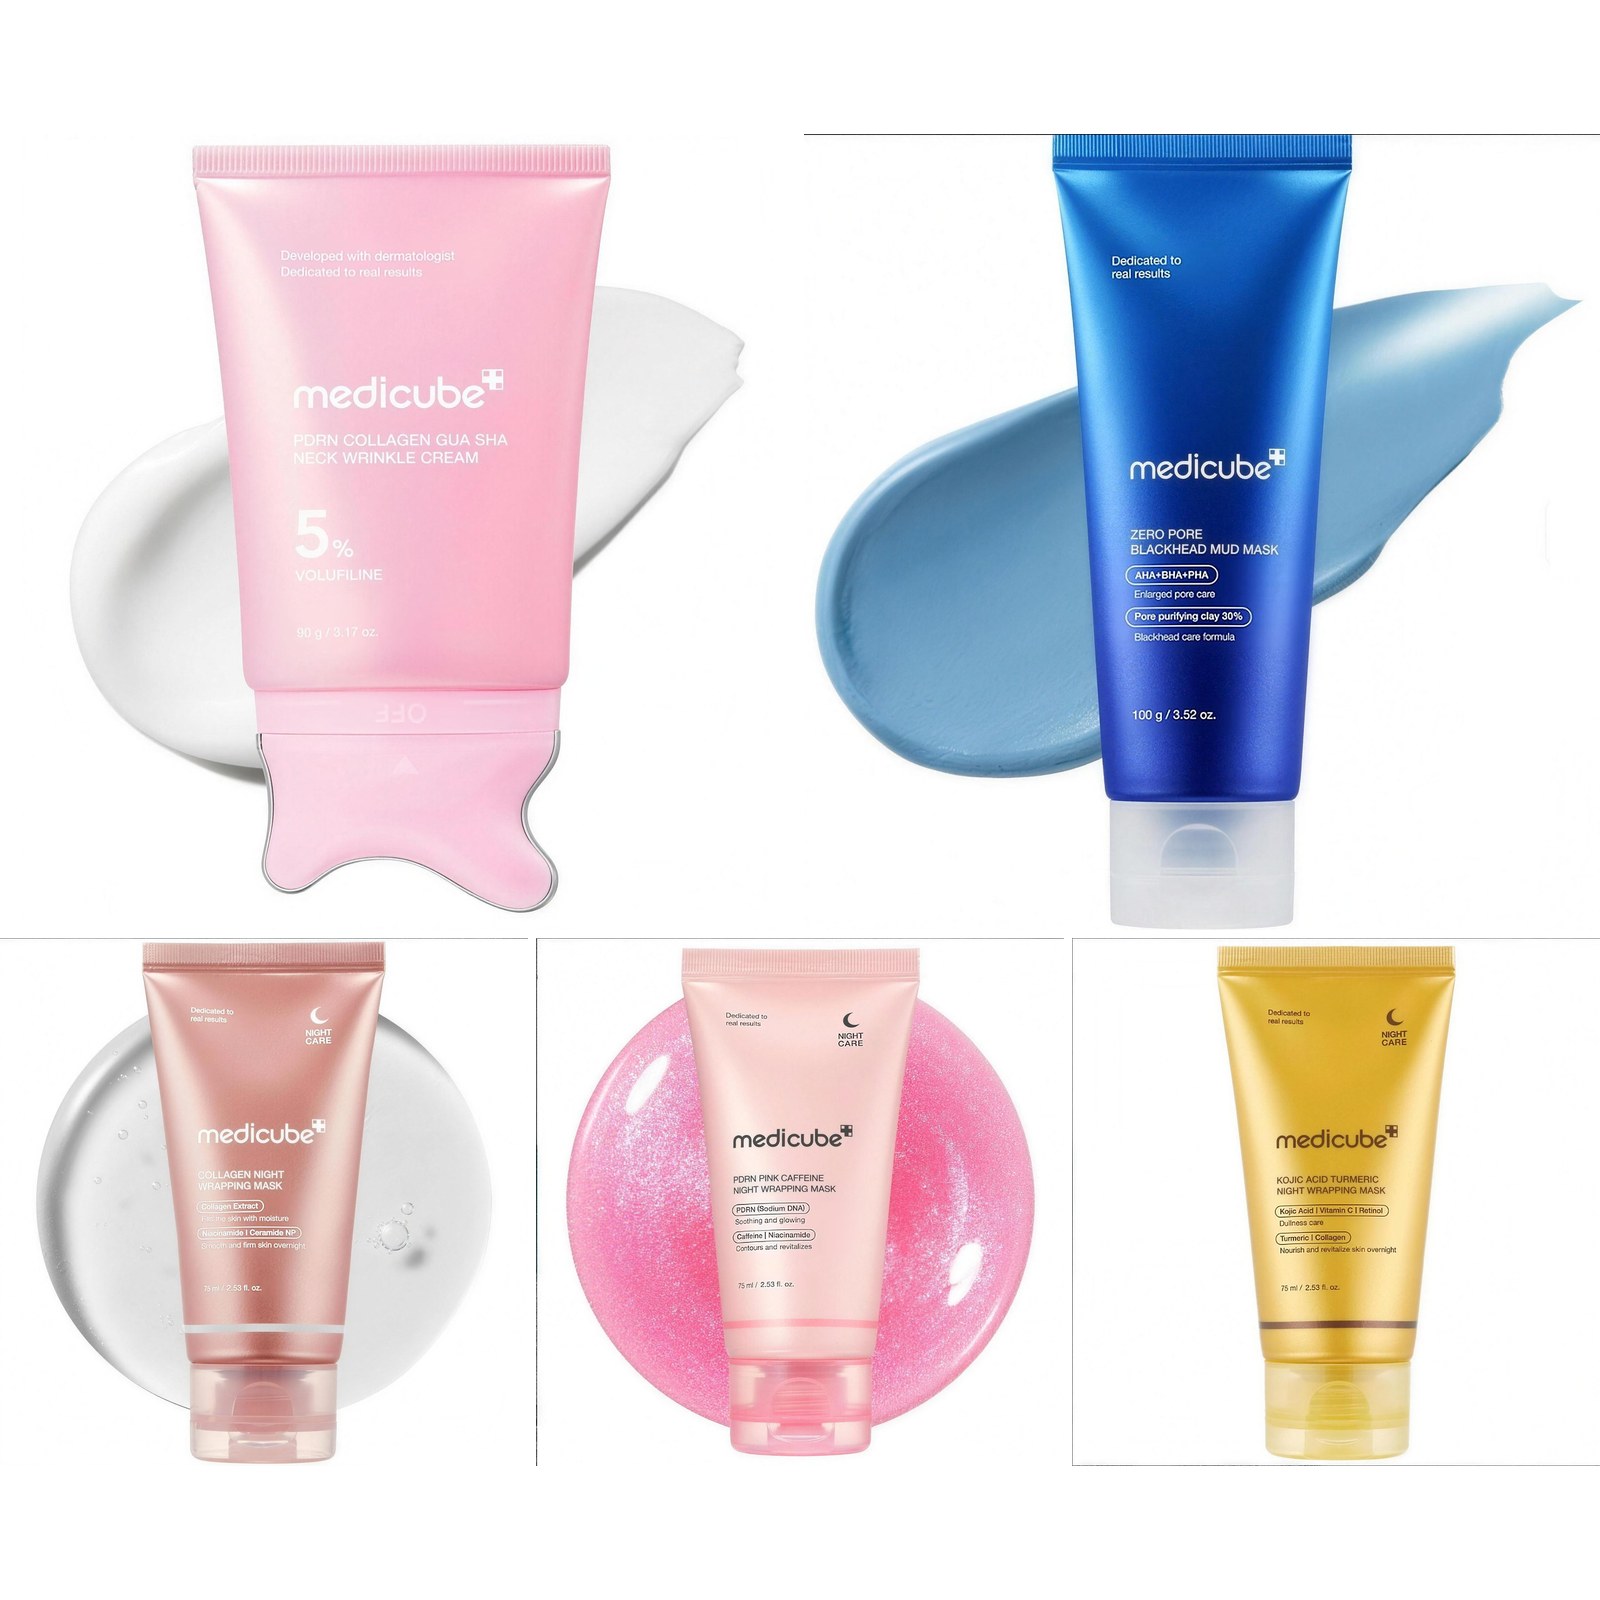 Developed with dermatologist
Dedicated to real results
medicube
PDRN COLLAGEN GUA SHA
NECK WRINKLE CREAM
5%
VOLUFILINE
90 g / 3.17 oz.
OFF
Dedicated to
real results
medicube
ZERO PORE
BLACKHEAD MUD MASK
AHA+BHA+PHA
Enlarged pore care
Pore purifying clay 30%
Blackhead care formula
100 g / 3.52 oz.
Dedicated to
real results
NIGHT
CARE
medicube
COLLAGEN NIGHT
WRAPPING MASK
Collagen Extract
skin with moisture
Niacinamide | Ceramide NP
and firm skin overnight
75 ml / 2.53 fl. oz.
Dedicated to
real results
NIGHT
CARE
medicube
PDRN PINK CAFFEINE
NIGHT WRAPPING MASK
PDRN (Sodium DNA)
Soothing and glowing
Caffeine | Niacinamide
Contours and revitalizes
75 ml / 2.53 fl. oz.
Dedicated to
real results
NIGHT
CARE
medicube
KOJIC ACID TURMERIC
NIGHT WRAPPING MASK
Kojic Acid | Vitamin C | Retinol
Dullness care
Turmeric | Collagen
Nourish and revitalize skin overnight
75 ml / 2.53 fl. oz.